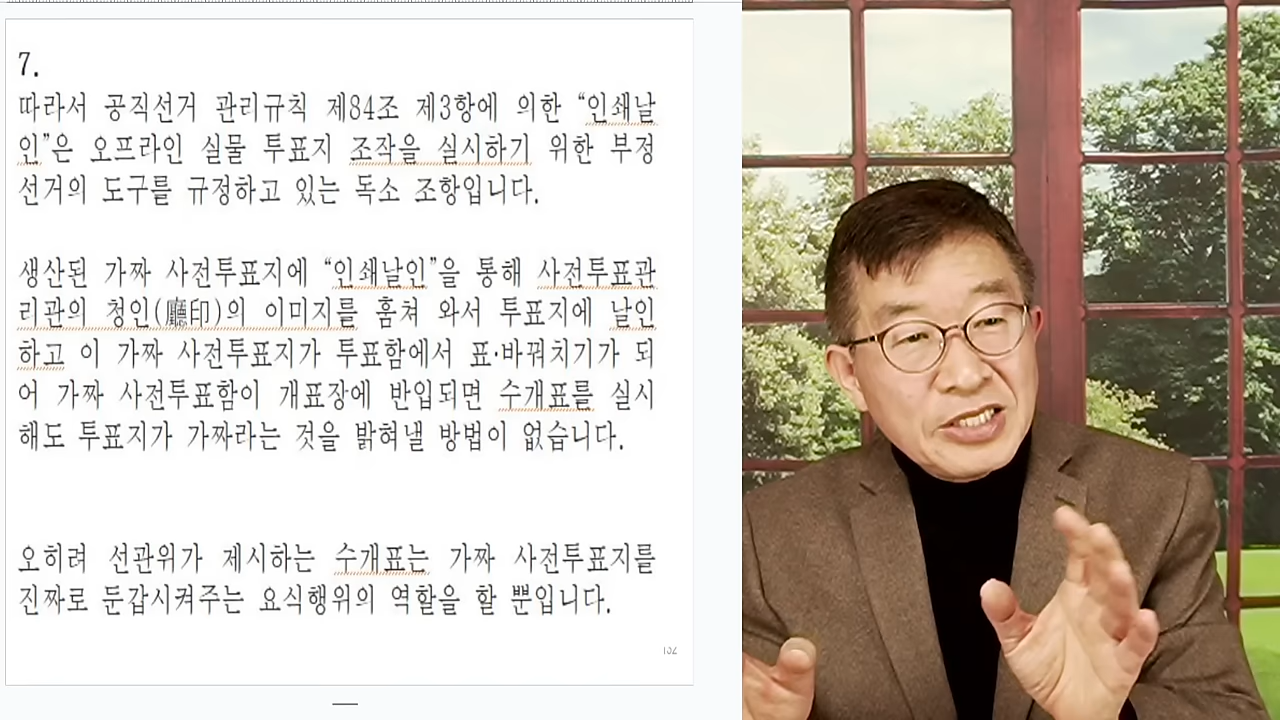 7.
따라서 공직선거 관리규칙 제84조 제3항에 의한 “인쇄날
인”은 오프라인 실물 투표지 조작을 실시하기 위한 부정
선거의 도구를 규정하고 있는 독소 조항입니다.
생산된 가짜 사전투표지에 “인쇄날인”을 통해 사전투표관
리관의 청인(廳印)의 이미지를 훔쳐 와서 투표지에 날인
하고 이 가짜 사전투표지가 투표함에서 표·바꿔치기가 되
어 가짜 사전투표함이 개표장에 반입되면 수개표를 실시
해도 투표지가 가짜라는 것을 밝혀낼 방법이 없습니다.
오히려 선관위가 제시하는 수개표는 가짜 사전투표지를
진짜로 둔갑시켜주는 요식행위의 역할을 할 뿐입니다.